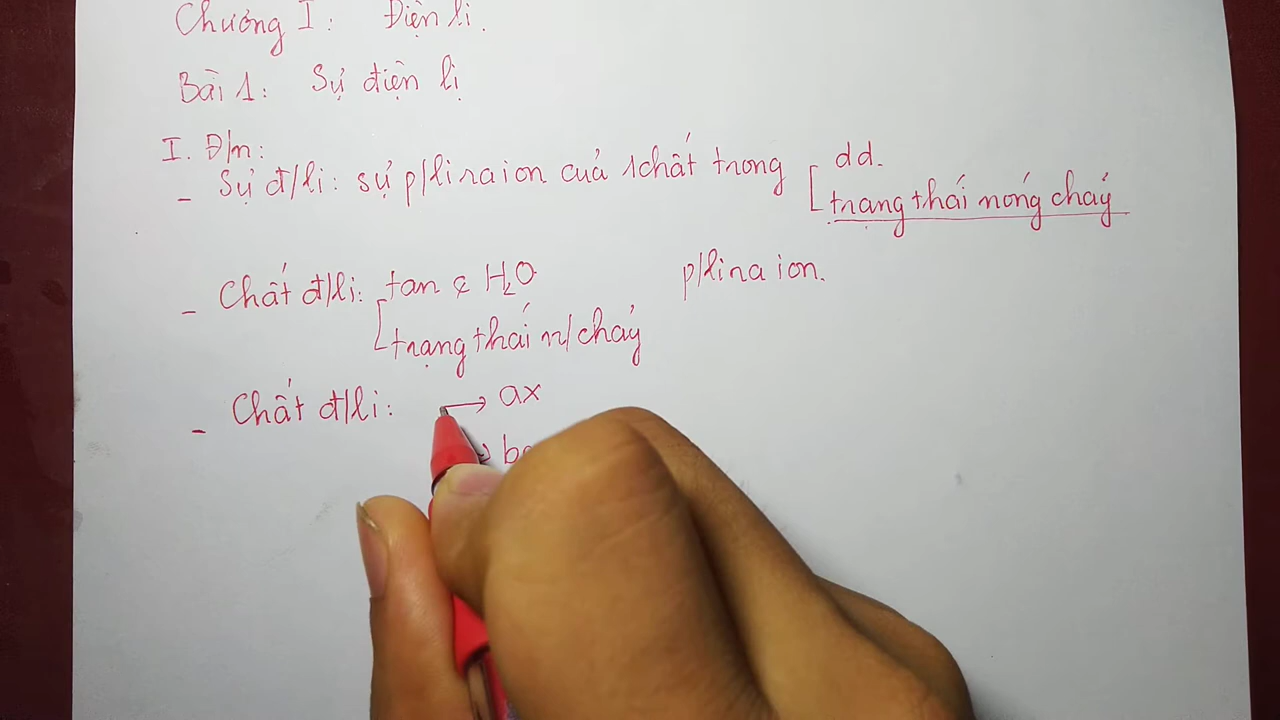 Chương I: Điện li.
Bài 1: Sự điện lị
I. Đ/n:
- Sự đ/li: sự p/li ra ion của 1 chất trong [ dd.
[ trạng thái nóng chảy
- Chất đ/li: [ tan H₂O p/li ra ion.
[ trạng thái n/chảy
- Chất đ/li: → ax